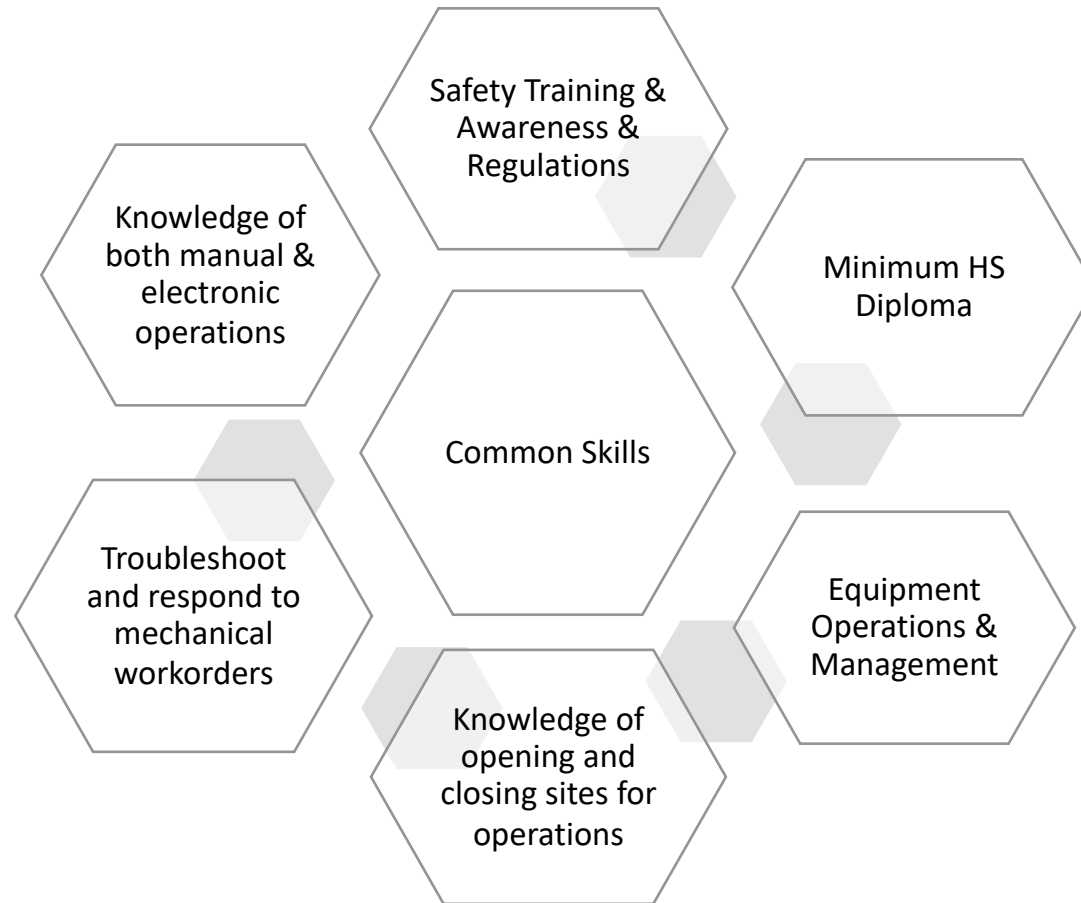 Safety Training &
Awareness &
Regulations
Knowledge of
both manual &
electronic
operations
Minimum HS
Diploma
Common Skills
Troubleshoot
and respond to
mechanical
workorders
Equipment
Operations &
Management
Knowledge of
opening and
closing sites for
operations